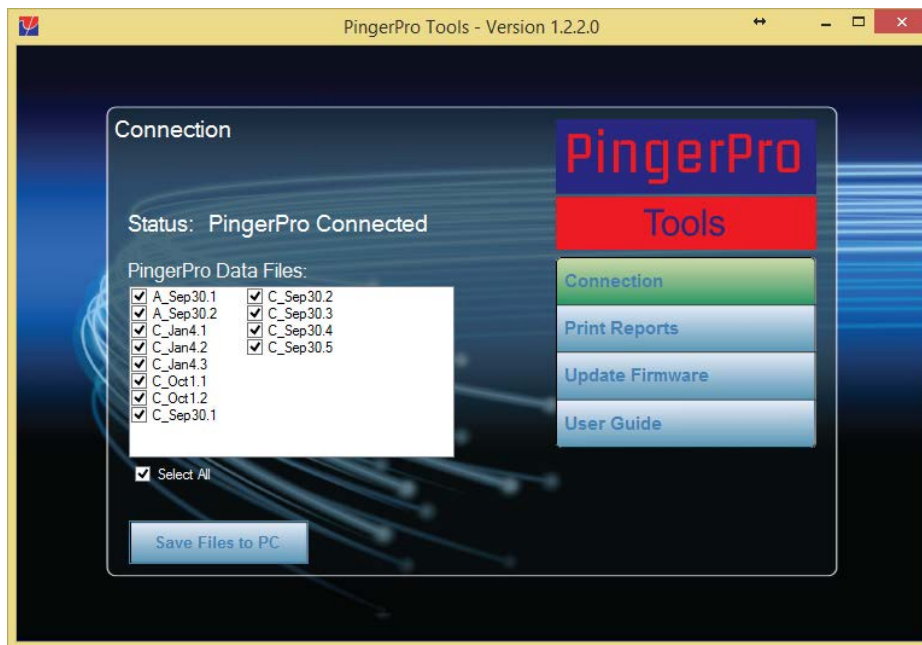 PingerPro Tools - Version 1.2.2.0
Connection
PingerPro
Tools
Status: PingerPro Connected
PingerPro Data Files:
A_Sep30.1
A_Sep30.2
C_Jan4.1
C_Jan4.2
C_Jan4.3
C_Oct1.1
C_Oct1.2
C_Sep30.1
C_Sep30.2
C_Sep30.3
C_Sep30.4
C_Sep30.5
Select All
Save Files to PC
Connection
Print Reports
Update Firmware
User Guide